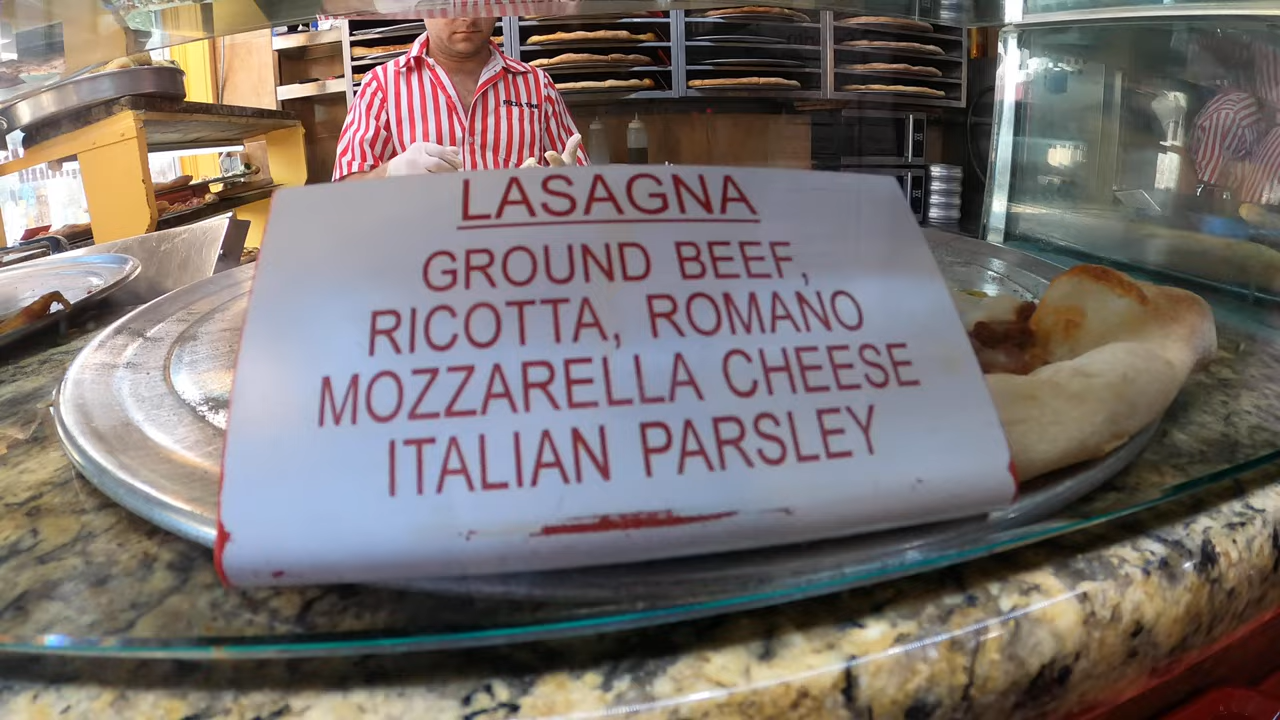 LASAGNA
GROUND BEEF,
RICOTTA, ROMANO
MOZZARELLA CHEESE
ITALIAN PARSLEY